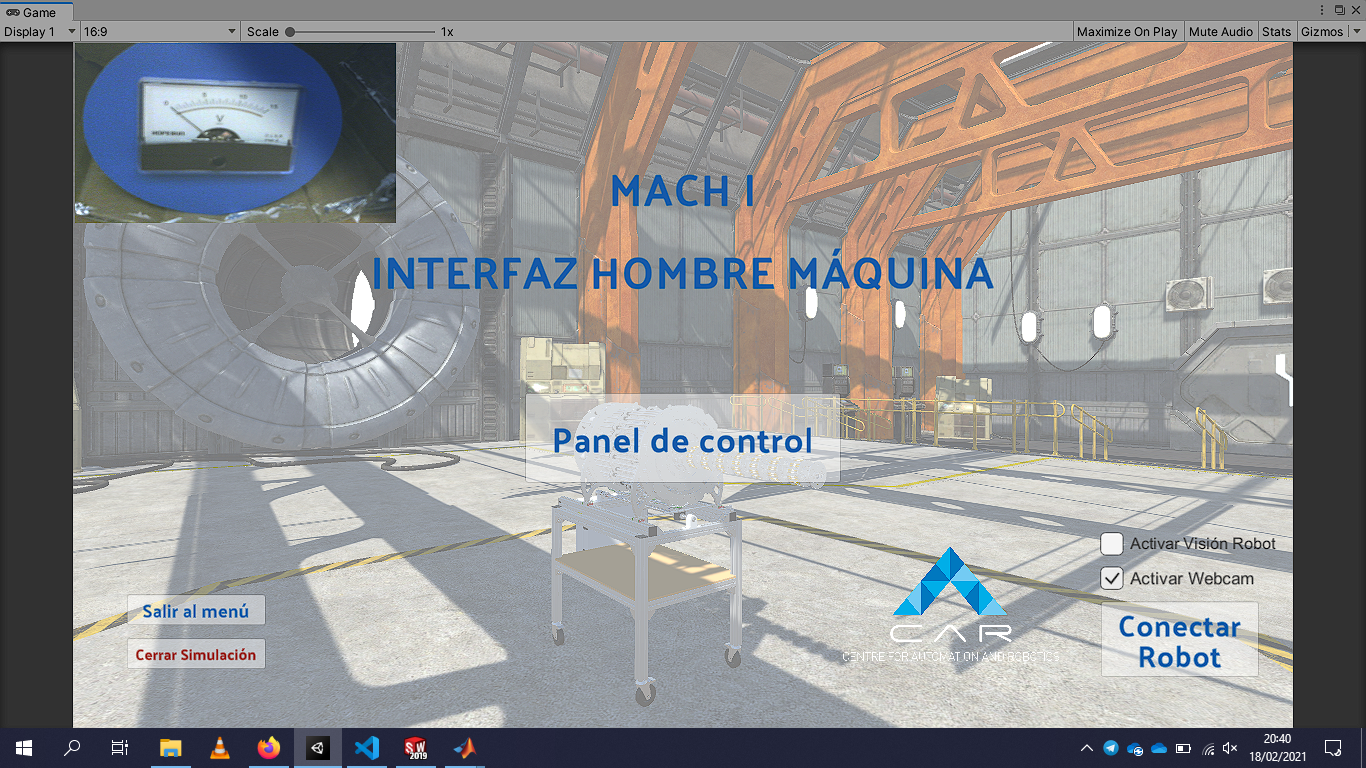 Game
Display 1
16:9
Scale
1x
Maximize On Play
Mute Audio
Stats
Gizmos
V
MACH I
INTERFAZ HOMBRE MÁQUINA
Panel de control
Activar Visión Robot
Activar Webcam
Salir al menú
Cerrar Simulación
CAR
CENTRE FOR AUTOMATION AND ROBOTICS
Conectar
Robot
SW
2019
20:40
18/02/2021